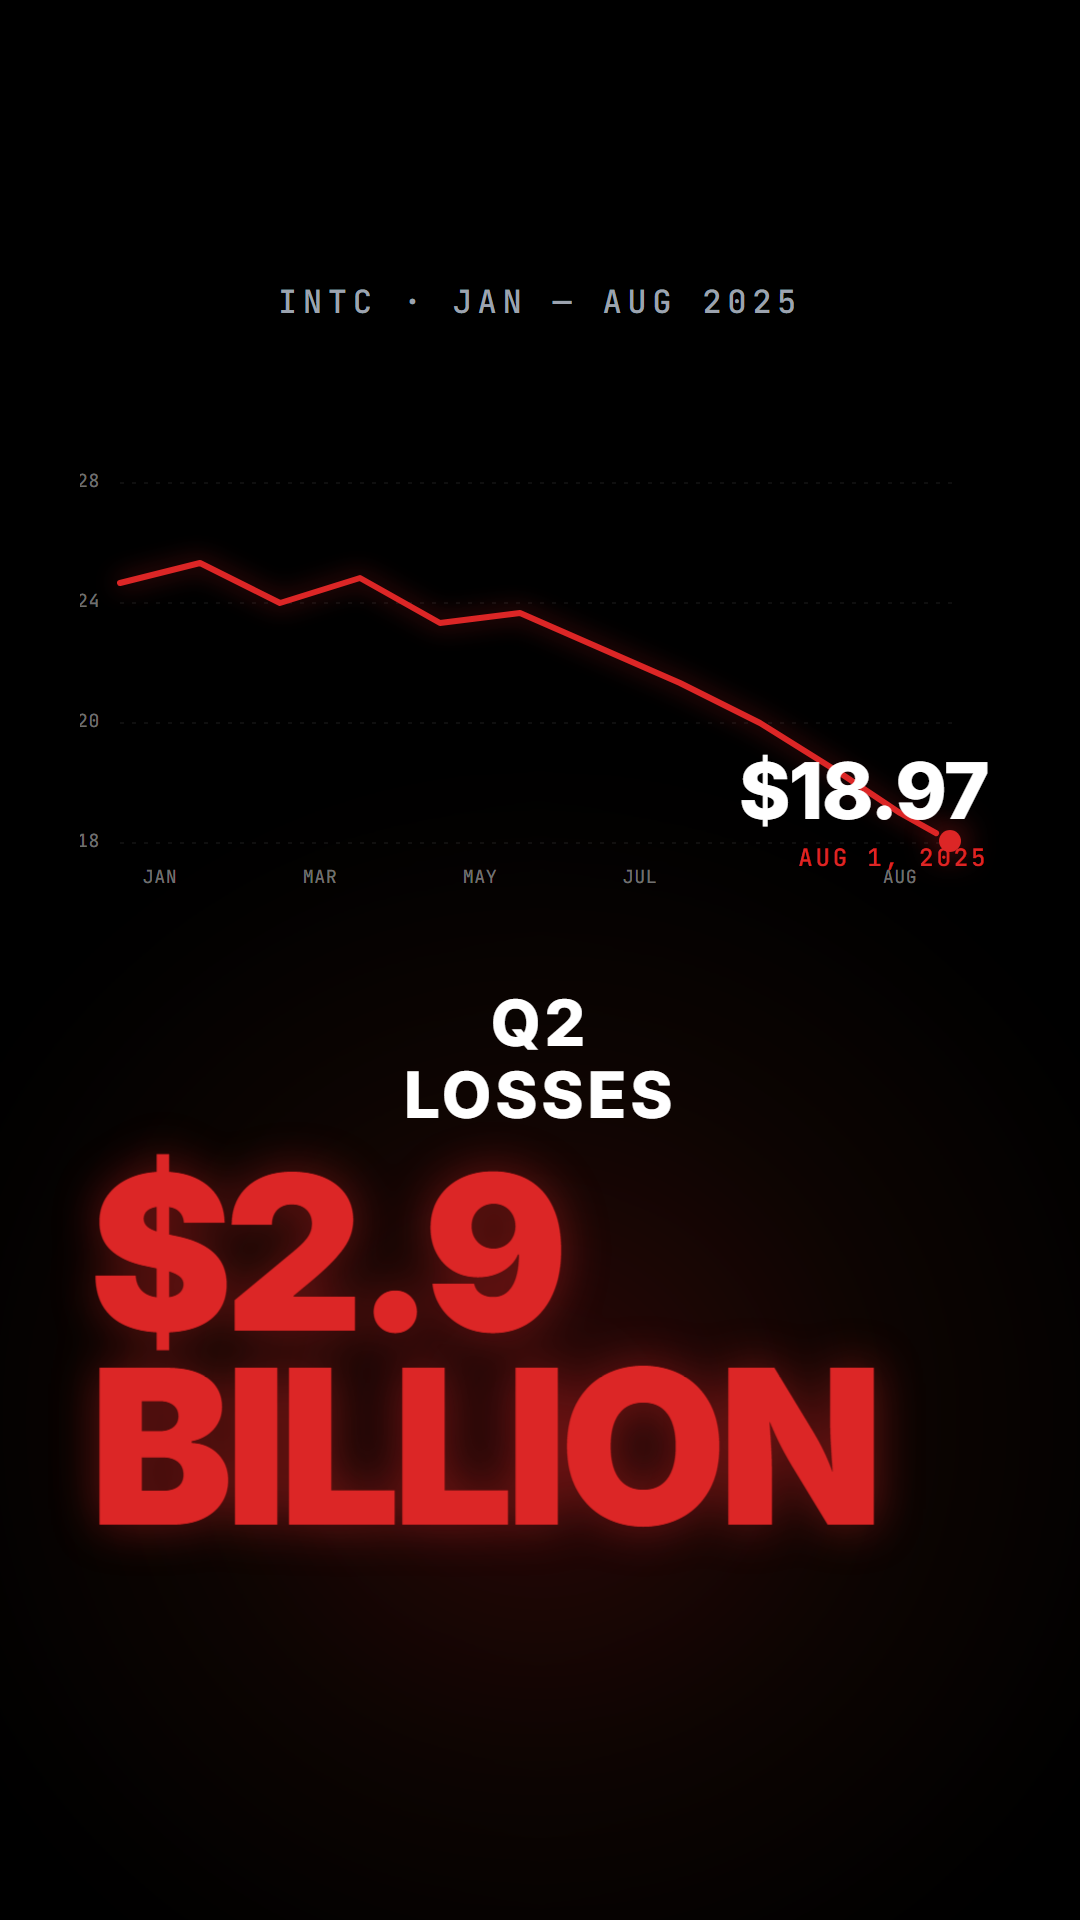 INTC · JAN — AUG 2025
28
24
20
$18.97
18
AUG 1, 2025
JAN MAR MAY JUL AUG
Q2
LOSSES
$2.9
BILLION